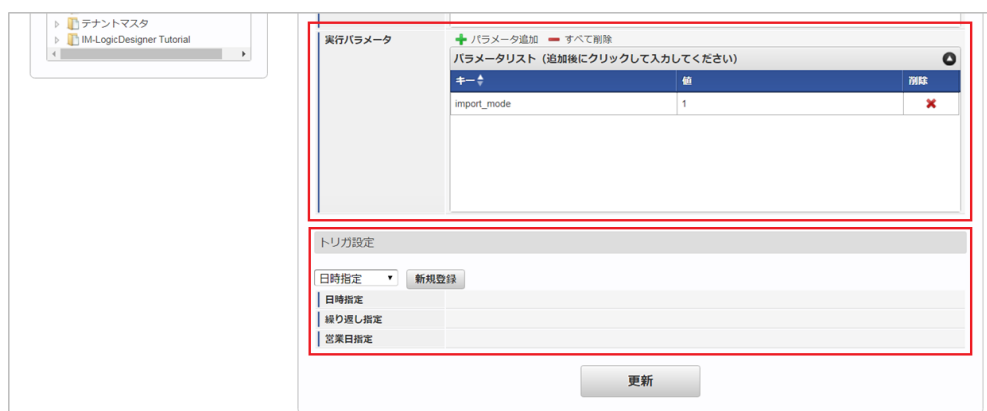 テナントマスタ
IM-LogicDesigner Tutorial
実行パラメータ
パラメータ追加 すべて削除
パラメータリスト（追加後にクリックして入力してください）
キー 値 削除
import_mode 1
トリガ設定
日時指定 新規登録
日時指定
繰り返し指定
営業日指定
更新